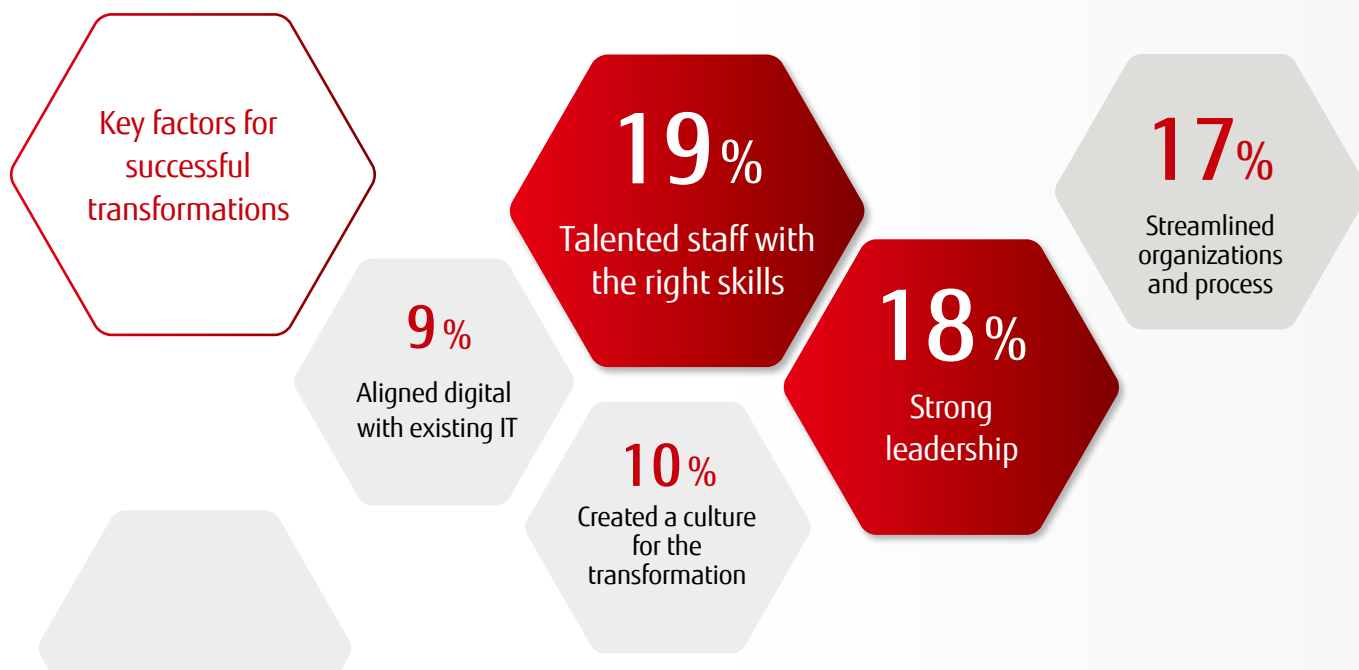 Key factors for
successful
transformations
19%
Talented staff with
the right skills
17%
Streamlined
organizations
and process
9%
Aligned digital
with existing IT
18%
Strong
leadership
10%
Created a culture
for the
transformation